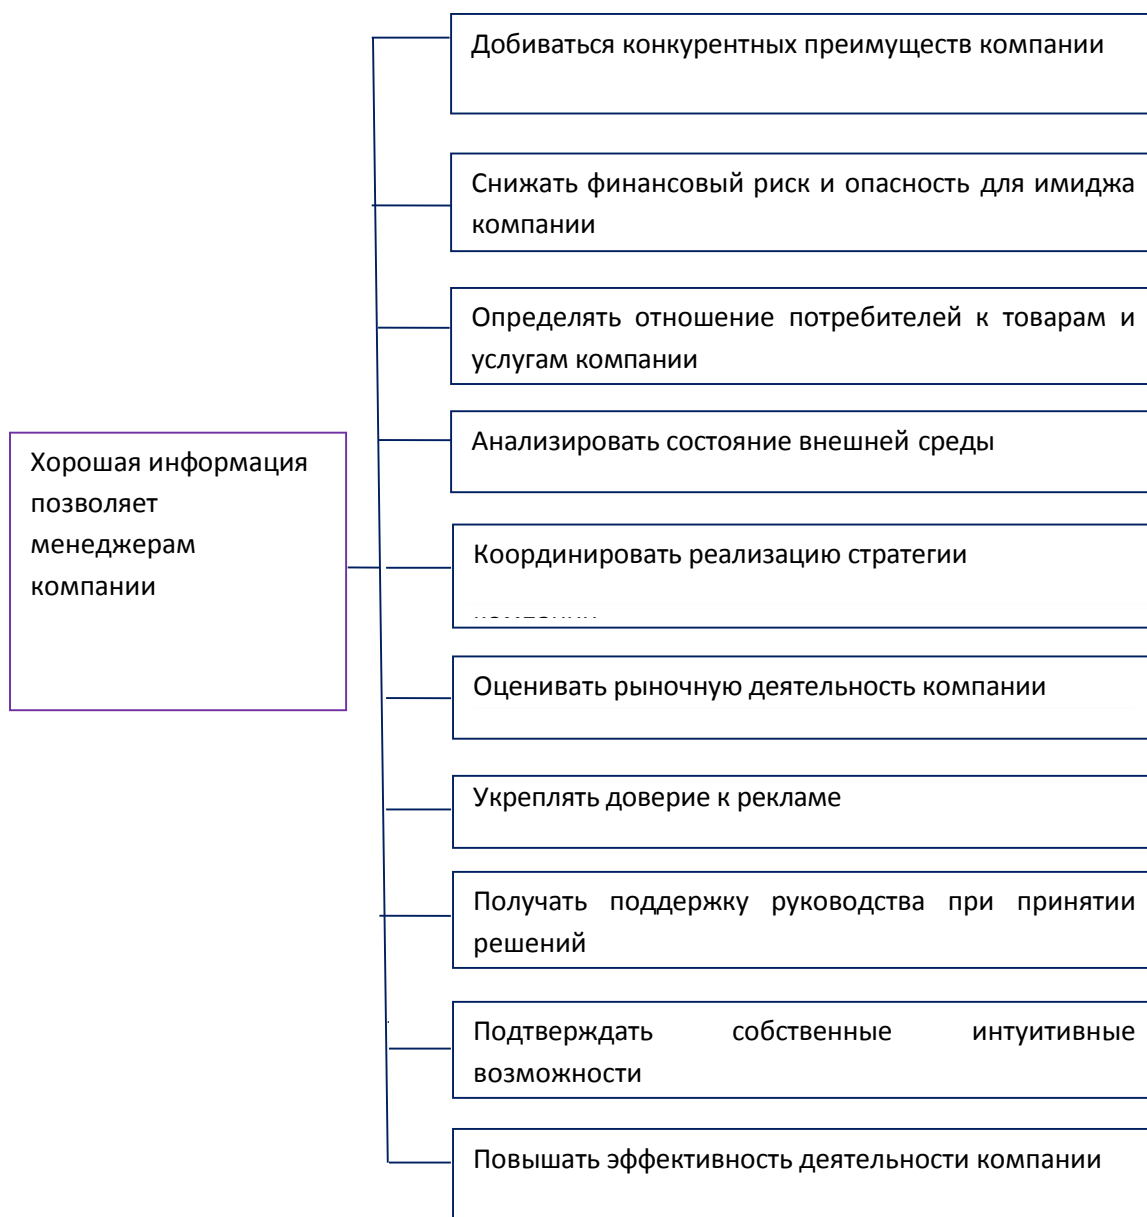 Добиваться конкурентных преимуществ компании
Снижать финансовый риск и опасность для имиджа
компании
Определять отношение потребителей к товарам и
услугам компании
Анализировать состояние внешней среды
Хорошая информация
позволяет
менеджерам
компании
Координировать реализацию стратегии
Оценивать рыночную деятельность компании
Укреплять доверие к рекламе
Получать поддержку руководства при принятии
решений
Подтверждать собственные интуитивные
возможности
Повышать эффективность деятельности компании